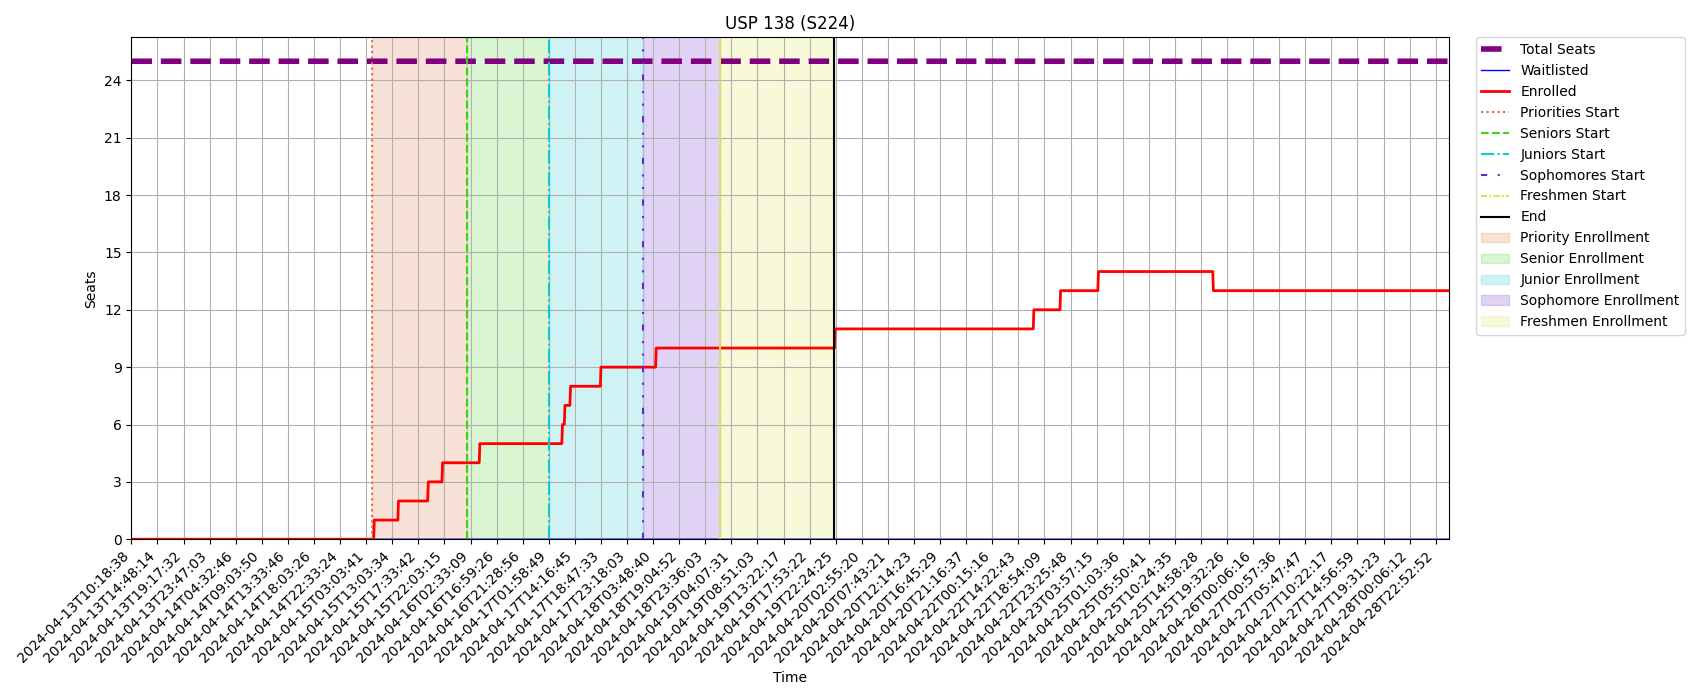 USP 138 (S224)
Seats
24
21
18
15
12
9
6
3
0
2024-04-13T10:18:38
2024-04-13T14:48:14
2024-04-13T19:17:32
2024-04-13T23:47:03
2024-04-14T04:32:46
2024-04-14T09:03:50
2024-04-14T13:33:46
2024-04-14T18:03:26
2024-04-14T22:33:24
2024-04-15T03:03:41
2024-04-15T13:03:34
2024-04-15T17:33:42
2024-04-15T22:03:15
2024-04-16T02:33:09
2024-04-16T16:59:26
2024-04-16T21:28:56
2024-04-17T01:58:49
2024-04-17T14:16:45
2024-04-17T18:47:33
2024-04-17T23:18:03
2024-04-18T03:48:40
2024-04-18T19:04:52
2024-04-18T23:36:03
2024-04-19T04:07:31
2024-04-19T08:51:03
2024-04-19T13:22:17
2024-04-19T17:53:22
2024-04-19T22:24:25
2024-04-20T02:55:20
2024-04-20T07:43:21
2024-04-20T12:14:23
2024-04-20T16:45:29
2024-04-20T21:16:37
2024-04-22T00:15:16
2024-04-22T14:22:43
2024-04-22T18:54:09
2024-04-22T23:25:48
2024-04-23T03:57:15
2024-04-25T01:03:36
2024-04-25T05:50:41
2024-04-25T10:24:35
2024-04-25T14:58:28
2024-04-25T19:32:26
2024-04-26T00:06:16
2024-04-27T00:57:36
2024-04-27T05:47:47
2024-04-27T10:22:17
2024-04-27T14:56:59
2024-04-27T19:31:23
2024-04-28T00:06:12
2024-04-28T22:52:52
Time
Total Seats
Waitlisted
Enrolled
Priorities Start
Seniors Start
Juniors Start
Sophomores Start
Freshmen Start
End
Priority Enrollment
Senior Enrollment
Junior Enrollment
Sophomore Enrollment
Freshmen Enrollment